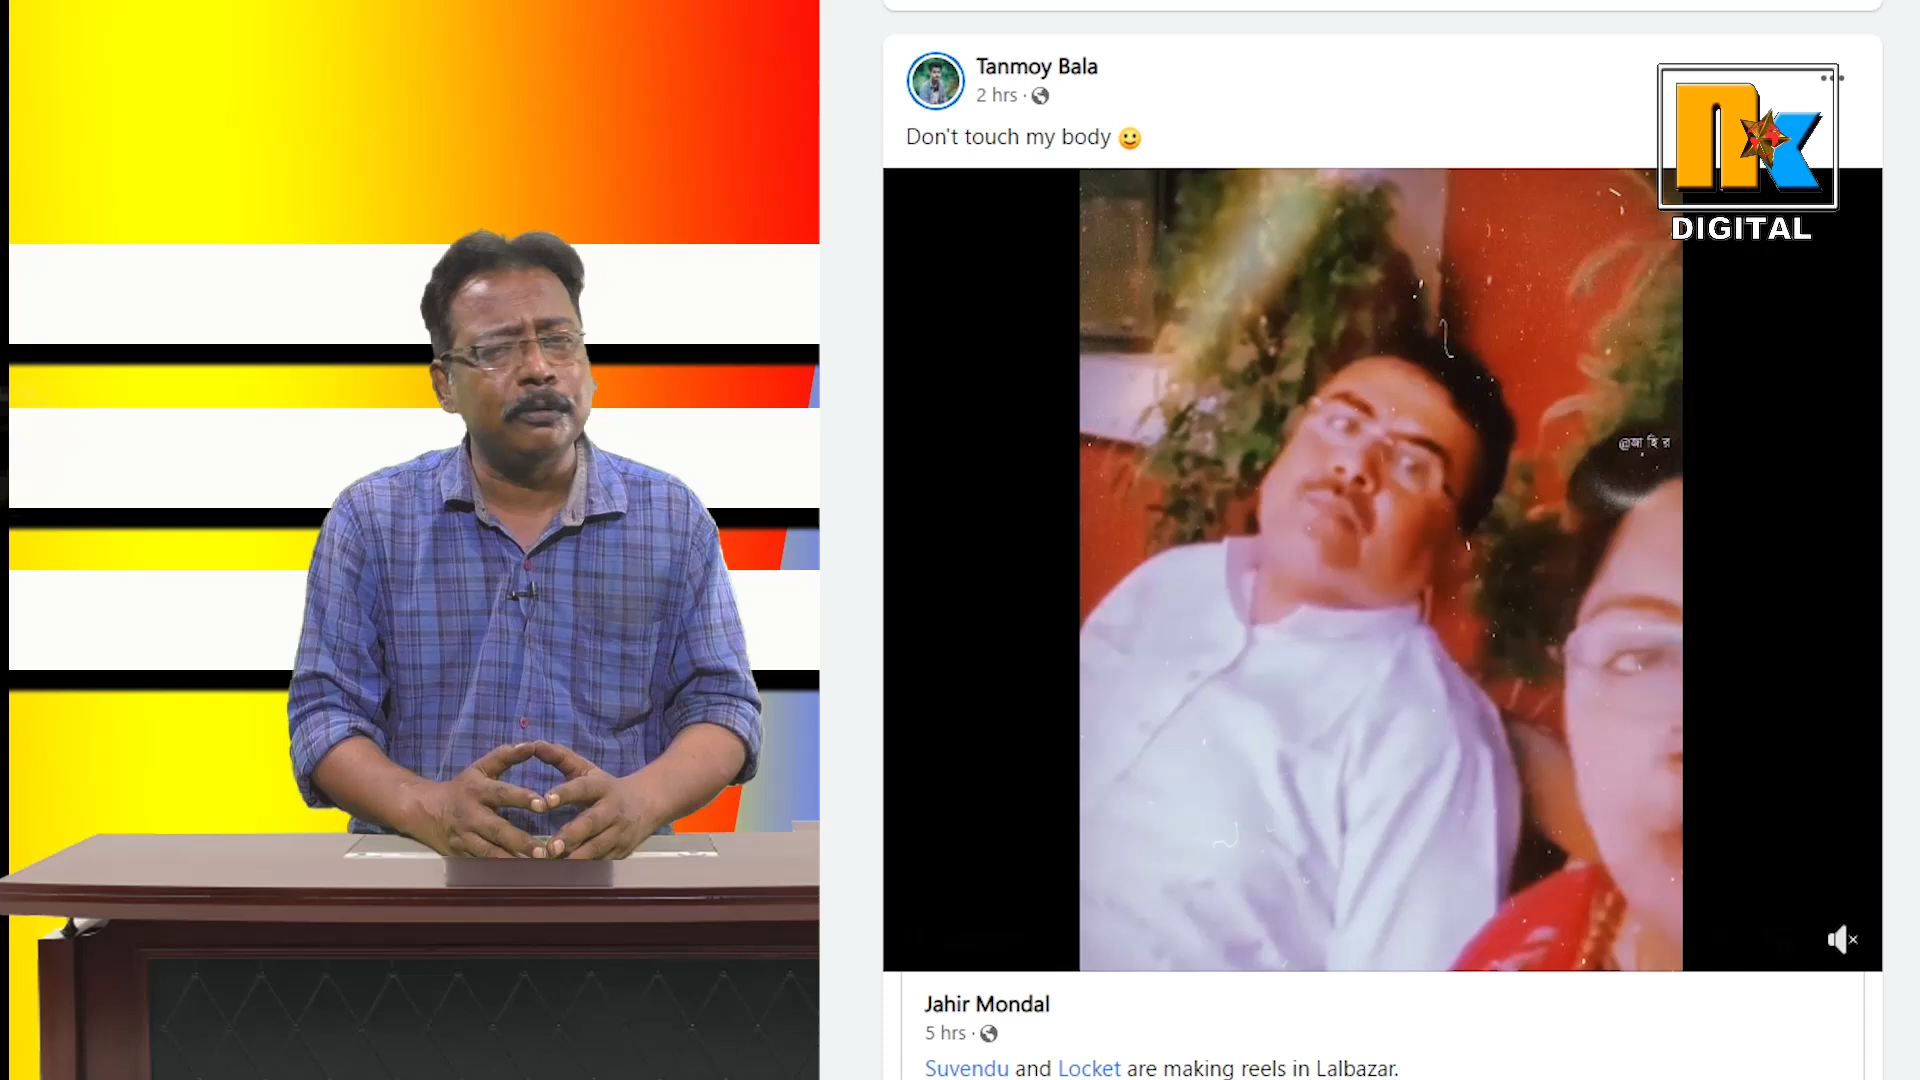 Tanmoy Bala
2 hrs ·
Don't touch my body 🙂
NK
DIGITAL
@জা হি র
Jahir Mondal
5 hrs ·
Suvendu and Locket are making reels in Lalbazar.